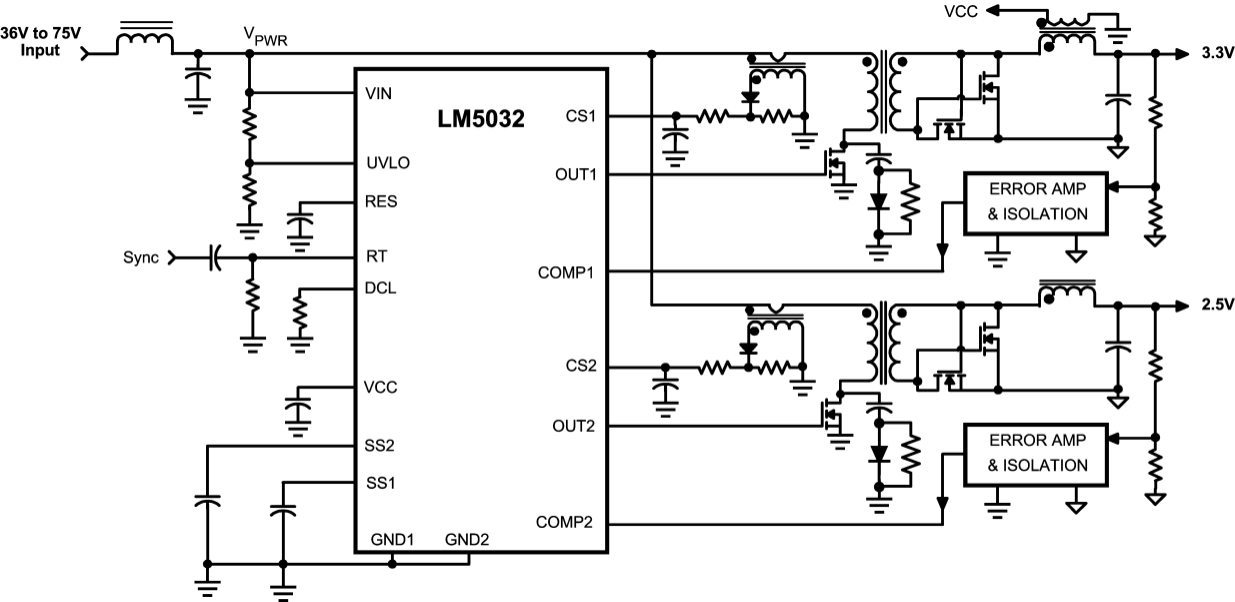 36V to 75V
Input
VPWR
VCC
3.3V
VIN
LM5032
CS1
UVLO
OUT1
RES
ERROR AMP
& ISOLATION
Sync
RT
COMP1
DCL
2.5V
CS2
VCC
OUT2
SS2
ERROR AMP
& ISOLATION
SS1
COMP2
GND1
GND2